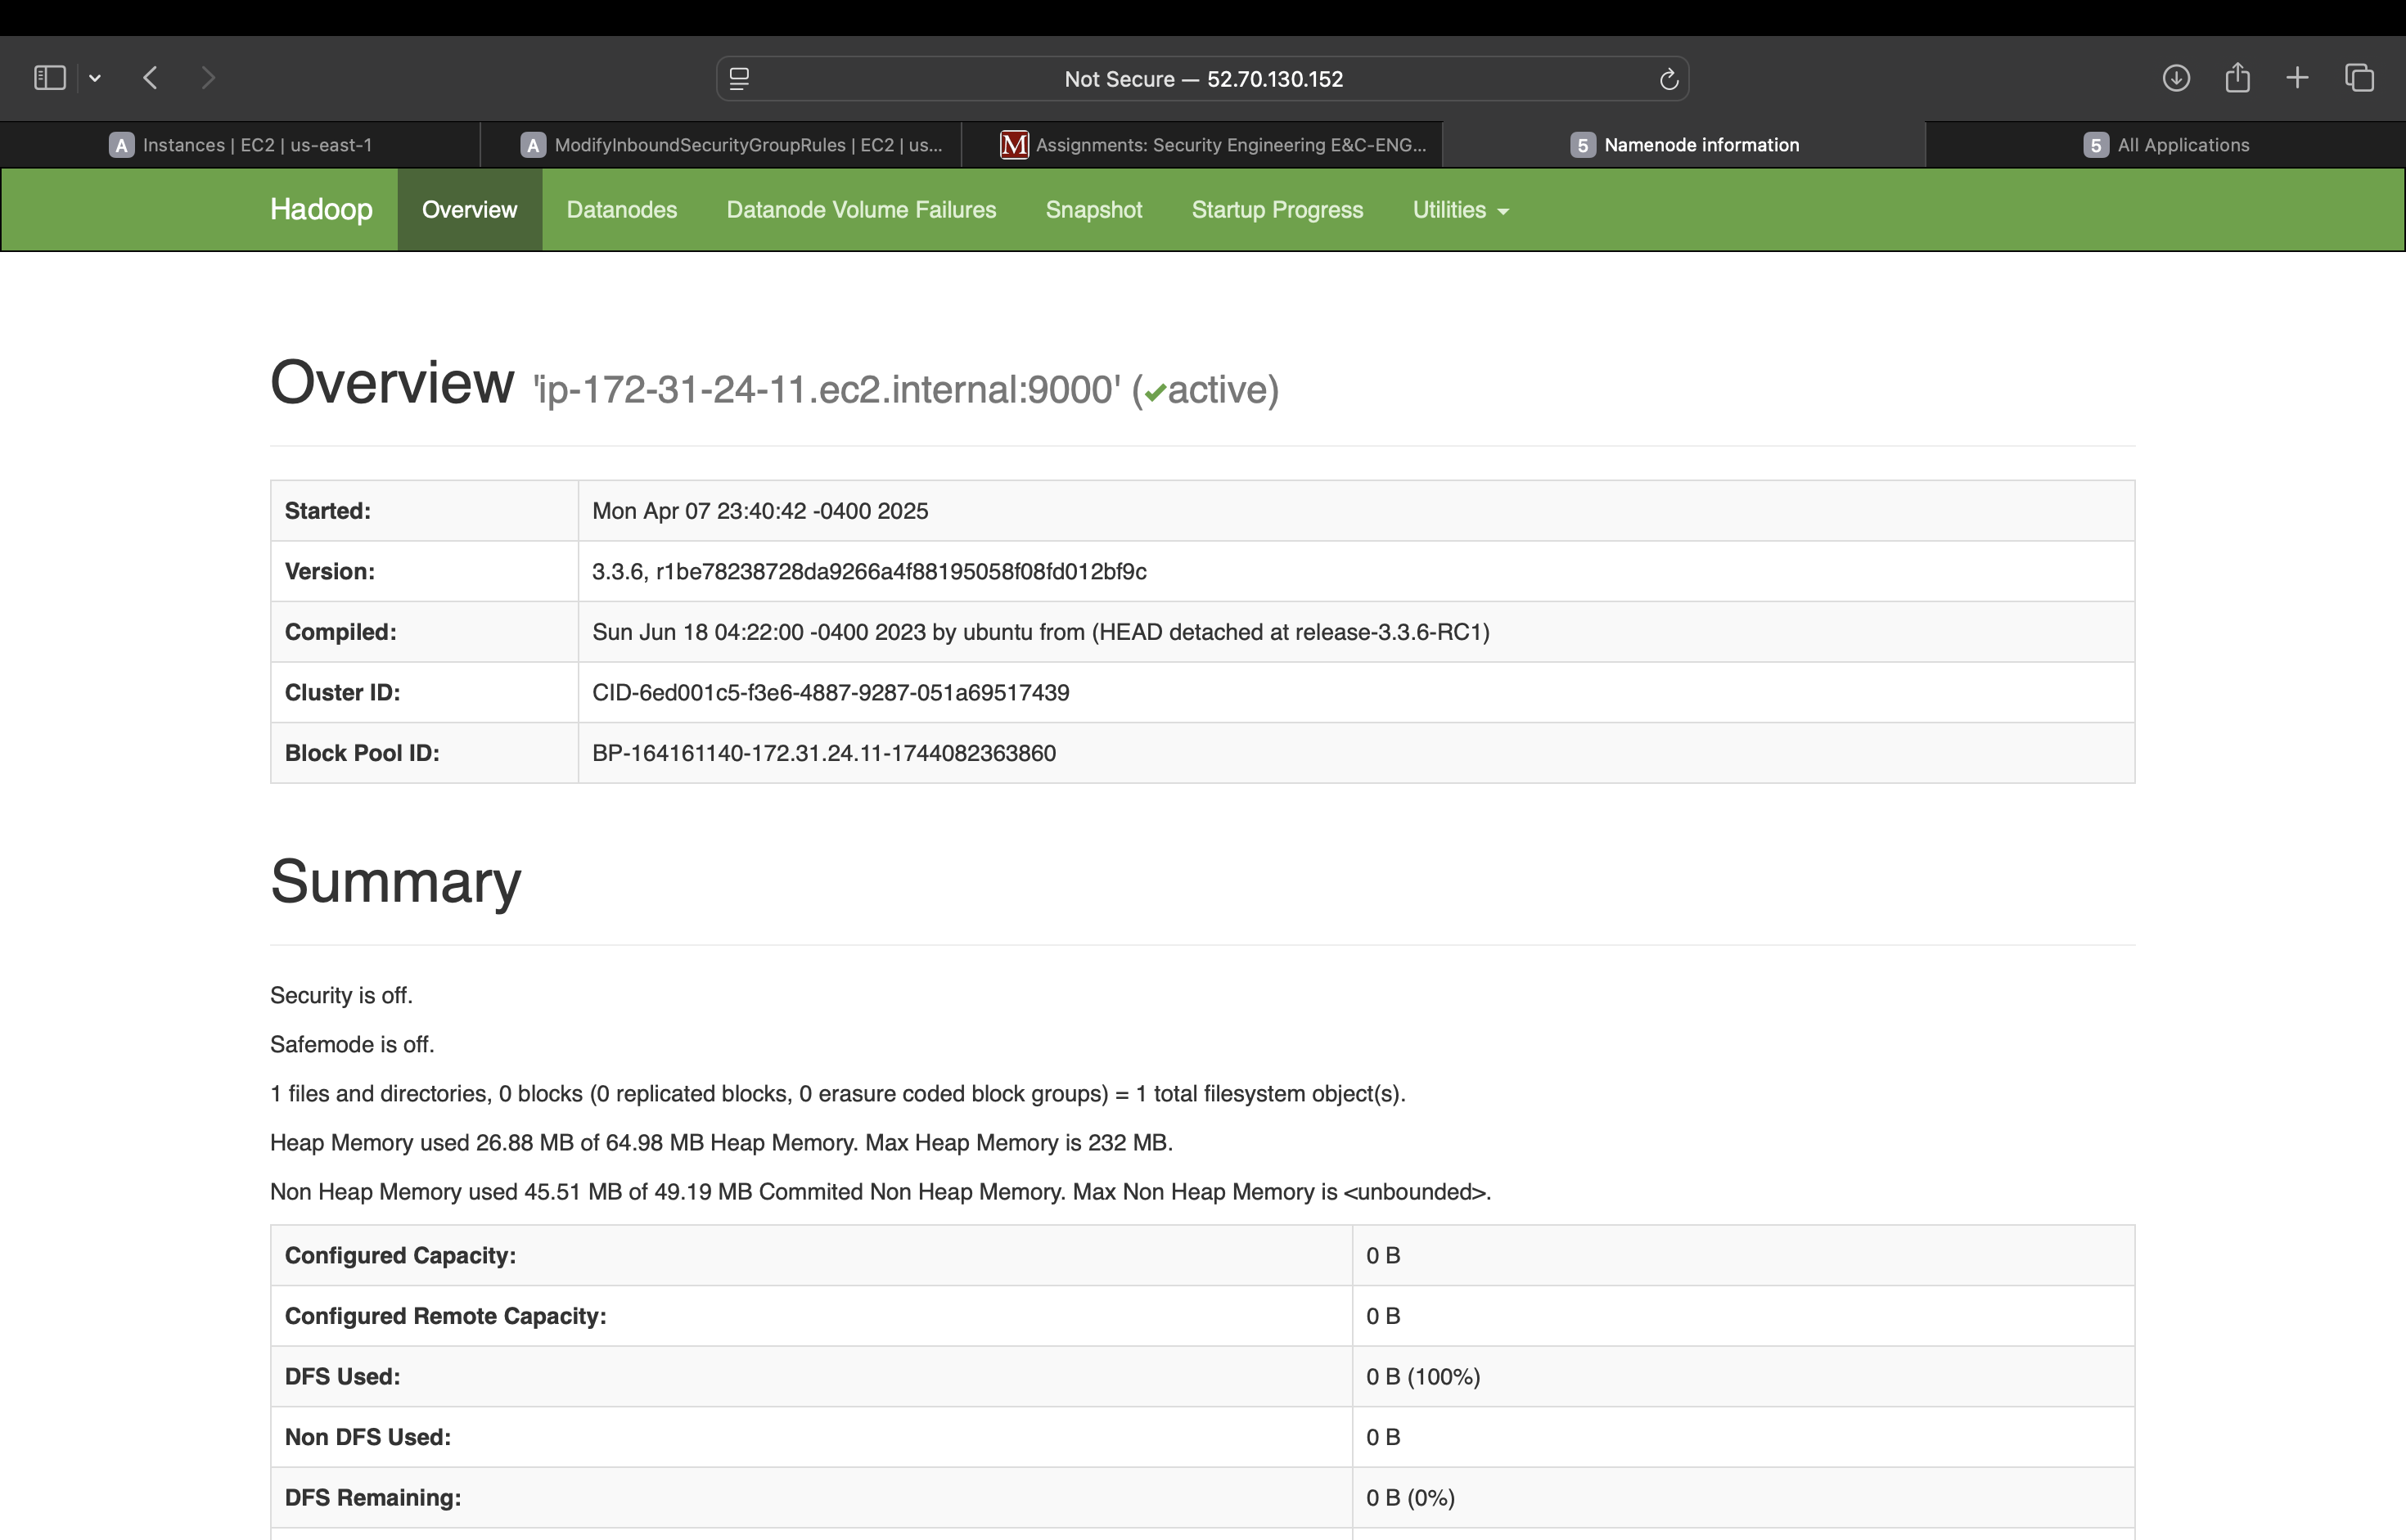 Not Secure — 52.70.130.152
A Instances | EC2 | us-east-1
A ModifyInboundSecurityGroupRules | EC2 | us...
M Assignments: Security Engineering E&C-ENG...
5 Namenode information
5 All Applications
Hadoop Overview Datanodes Datanode Volume Failures Snapshot Startup Progress Utilities
Overview 'ip-172-31-24-11.ec2.internal:9000' (✓active)
Started: Mon Apr 07 23:40:42 -0400 2025
Version: 3.3.6, r1be78238728da9266a4f88195058f08fd012bf9c
Compiled: Sun Jun 18 04:22:00 -0400 2023 by ubuntu from (HEAD detached at release-3.3.6-RC1)
Cluster ID: CID-6ed001c5-f3e6-4887-9287-051a69517439
Block Pool ID: BP-164161140-172.31.24.11-1744082363860
Summary
Security is off.
Safemode is off.
1 files and directories, 0 blocks (0 replicated blocks, 0 erasure coded block groups) = 1 total filesystem object(s).
Heap Memory used 26.88 MB of 64.98 MB Heap Memory. Max Heap Memory is 232 MB.
Non Heap Memory used 45.51 MB of 49.19 MB Commited Non Heap Memory. Max Non Heap Memory is <unbounded>.
Configured Capacity: 0 B
Configured Remote Capacity: 0 B
DFS Used: 0 B (100%)
Non DFS Used: 0 B
DFS Remaining: 0 B (0%)